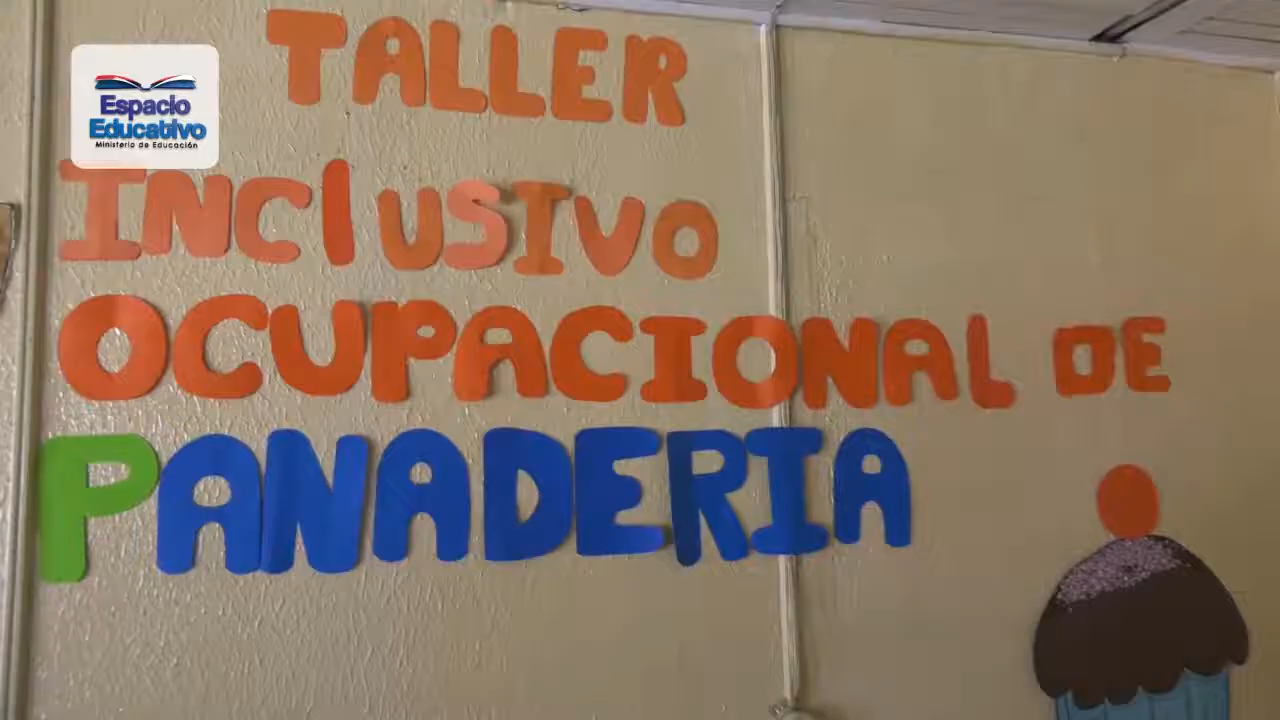 Espacio
Educativo
Ministerio de Educación
TALLER
INClUSIVO
OCUPACIONAL DE
PANADERIA